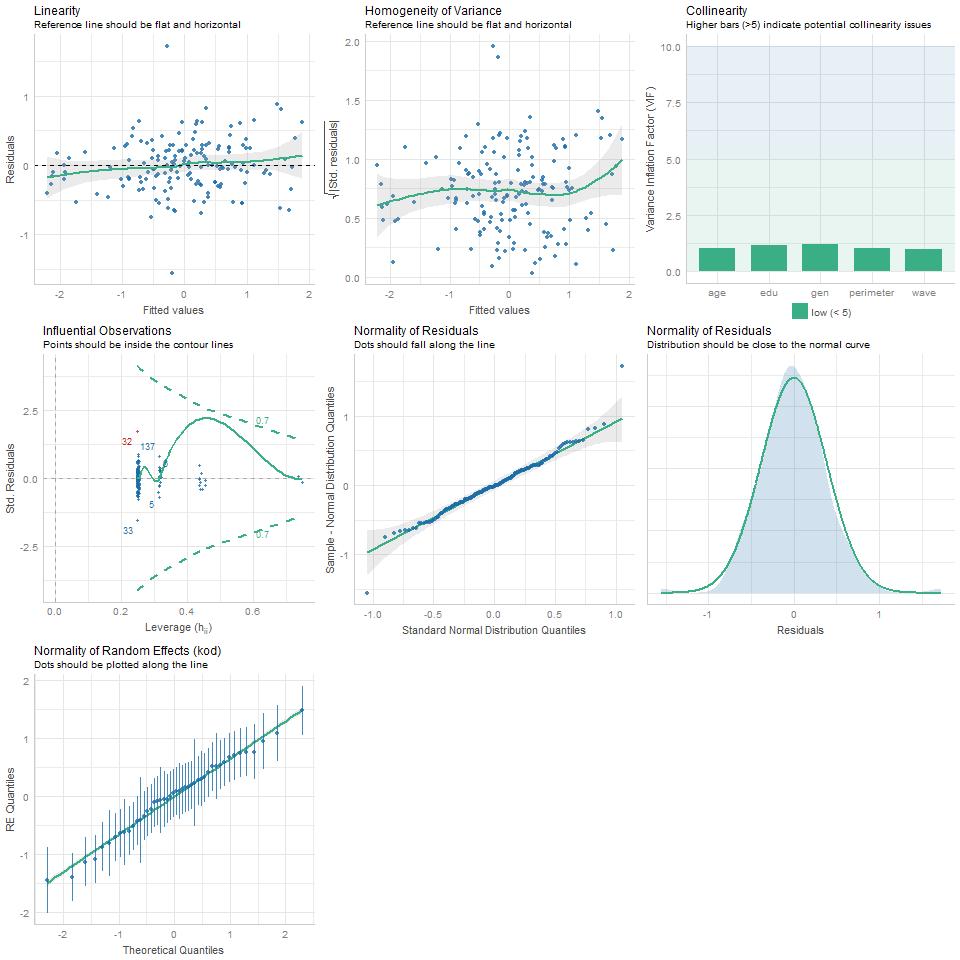 Linearity
Reference line should be flat and horizontal
Residuals
1
0
-1
-2
-1
0
1
2
Fitted values
Homogeneity of Variance
Reference line should be flat and horizontal
√|Std. residuals|
2.0
1.5
1.0
0.5
0.0
-2
-1
0
1
2
Fitted values
Collinearity
Higher bars (>5) indicate potential collinearity issues
Variance Inflation Factor (VIF)
10.0
7.5
5.0
2.5
0.0
age
edu
gen
perimeter
wave
low (< 5)
Influential Observations
Points should be inside the contour lines
Std. Residuals
2.5
0.0
-2.5
32
137
5
33
0.7
0.7
0.0
0.2
0.4
0.6
Leverage (hii)
Normality of Residuals
Dots should fall along the line
Sample - Normal Distribution Quantiles
1
0
-1
-1.0
-0.5
0.0
0.5
1.0
Standard Normal Distribution Quantiles
Normality of Residuals
Distribution should be close to the normal curve
-1
0
1
Residuals
Normality of Random Effects (kod)
Dots should be plotted along the line
RE Quantiles
2
1
0
-1
-2
-2
-1
0
1
2
Theoretical Quantiles